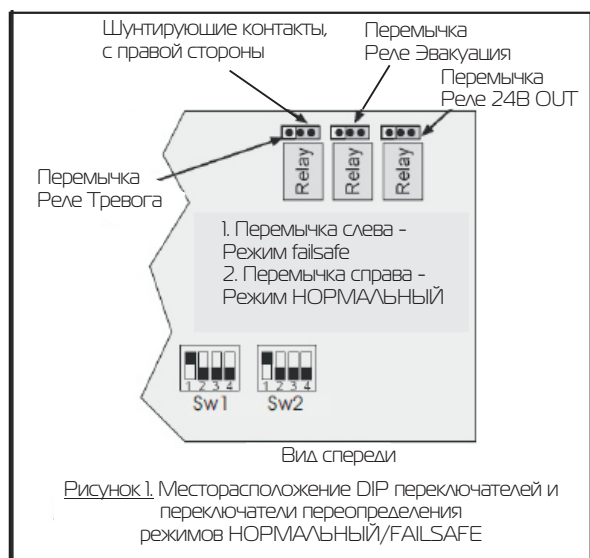 Шунтирующие контакты,
с правой стороны
Перемычка
Реле Эвакуация
Перемычка
Реле 24В OUT
Перемычка
Реле Тревога
Relay
Relay
Relay
1. Перемычка слева -
Режим failsafe
2. Перемычка справа -
Режим НОРМАЛЬНЫЙ
1 2 3 4
1 2 3 4
Sw1
Sw2
Вид спереди
Рисунок 1. Месторасположение DIP переключателей и
переключатели переопределения
режимов НОРМАЛЬНЫЙ/FAILSAFE